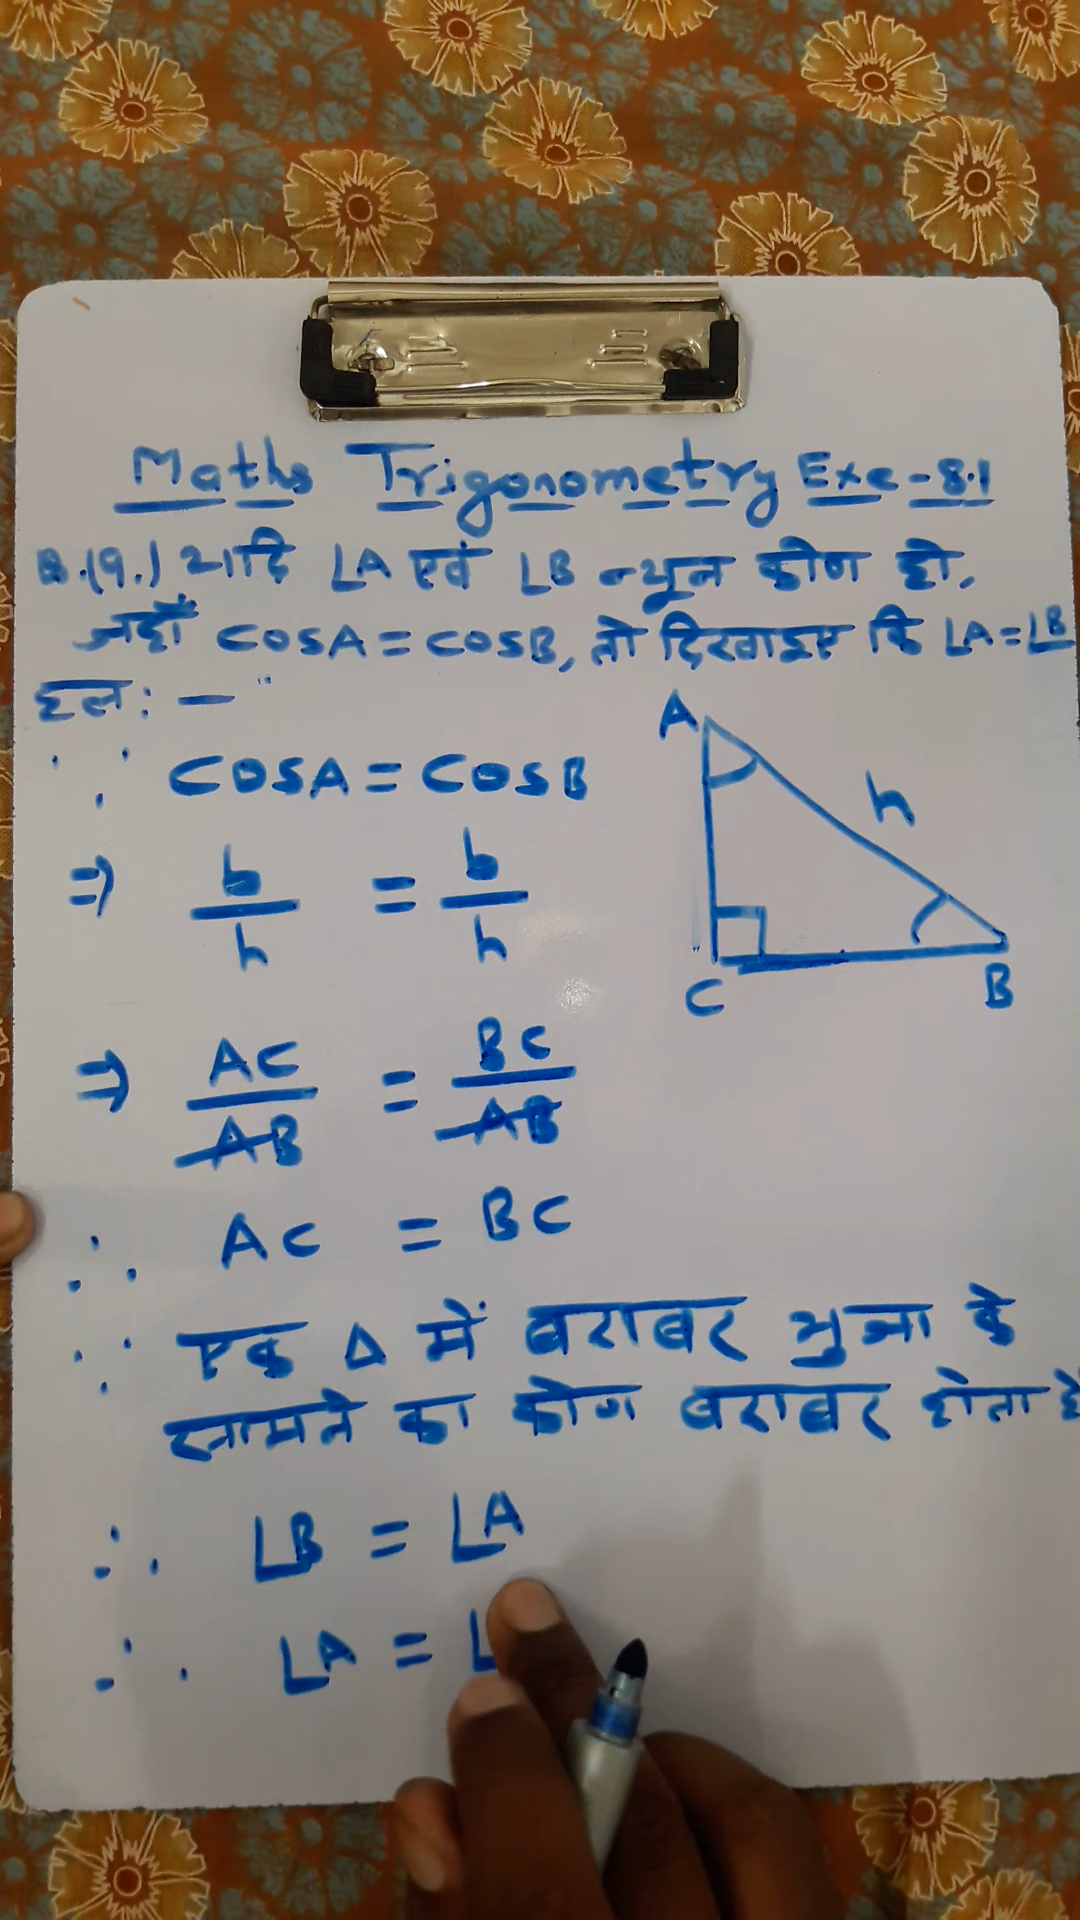 Maths Trigonometry Exe-8.1
Q.(9.) यादि ∠A एवं ∠B न्यून कोण हो,
जहाँ COSA = COSB, तो दिखाइए कि ∠A = ∠B
हल: —
∵ COSA = COSB
A
h
C
B
⇒ b/h = b/h
⇒ AC/AB = BC/AB
∴ AC = BC
∵ एक Δ में बराबर भुजा के
सामने का कोण बराबर होता है
∴ ∠B = ∠A
∴ ∠A = ∠